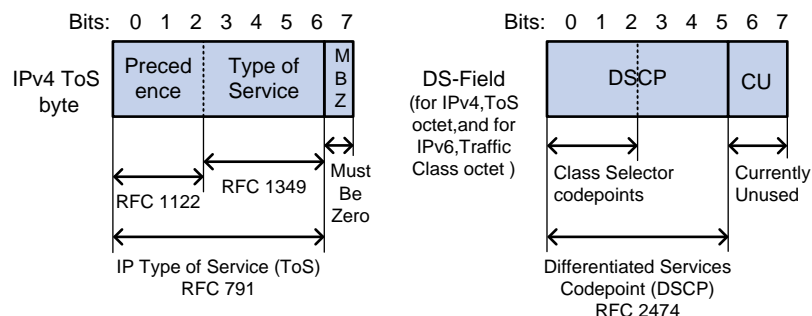 Bits: 0 1 2 3 4 5 6 7
IPv4 ToS
byte
Preced
ence
Type of
Service
M
B
Z
RFC 1122
RFC 1349
Must
Be
Zero
IP Type of Service (ToS)
RFC 791
Bits: 0 1 2 3 4 5 6 7
DS-Field
(for IPv4,ToS
octet,and for
IPv6,Traffic
Class octet )
DSCP
CU
Class Selector
codepoints
Currently
Unused
Differentiated Services
Codepoint (DSCP)
RFC 2474